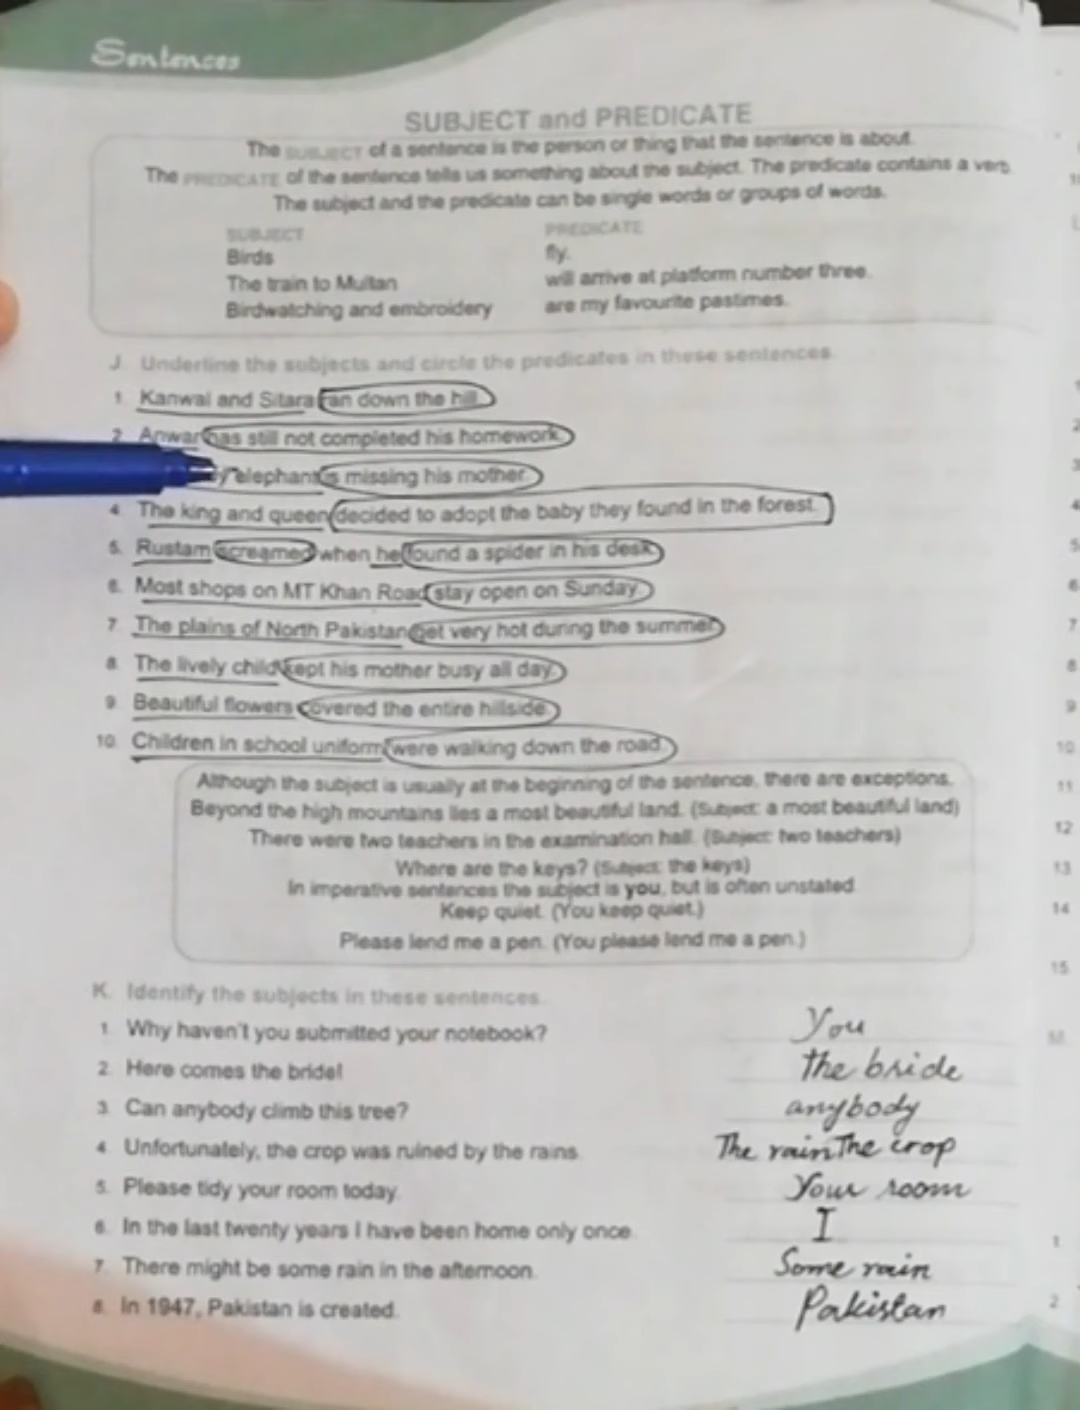 Sentences
SUBJECT and PREDICATE
The SUBJECT of a sentence is the person or thing that the sentence is about.
The PREDICATE of the sentence tells us something about the subject. The predicate contains a verb.
The subject and the predicate can be single words or groups of words.
SUBJECT PREDICATE
Birds fly.
The train to Multan will arrive at platform number three.
Birdwatching and embroidery are my favourite pastimes.
J. Underline the subjects and circle the predicates in these sentences.
1. Kanwal and Sitara ran down the hill.
2. Anwar has still not completed his homework.
elephant is missing his mother.
4. The king and queen decided to adopt the baby they found in the forest.
5. Rustam screamed when he found a spider in his desk.
6. Most shops on MT Khan Road stay open on Sunday.
7. The plains of North Pakistan get very hot during the summer.
8. The lively child kept his mother busy all day.
9. Beautiful flowers covered the entire hillside.
10. Children in school uniform were walking down the road.
Although the subject is usually at the beginning of the sentence, there are exceptions.
Beyond the high mountains lies a most beautiful land. (Subject: a most beautiful land)
There were two teachers in the examination hall. (Subject: two teachers)
Where are the keys? (Subject: the keys)
In imperative sentences the subject is you, but is often unstated.
Keep quiet. (You keep quiet.)
Please lend me a pen. (You please lend me a pen.)
K. Identify the subjects in these sentences.
1. Why haven't you submitted your notebook? You
2. Here comes the bride! the bride
3. Can anybody climb this tree? anybody
4. Unfortunately, the crop was ruined by the rains. The rain The crop
5. Please tidy your room today. Your room
6. In the last twenty years I have been home only once. I
7. There might be some rain in the afternoon. Some rain
8. In 1947, Pakistan is created. Pakistan
2
3
4
5
6
7
8
9
10
11
12
13
14
15
M.
1
2